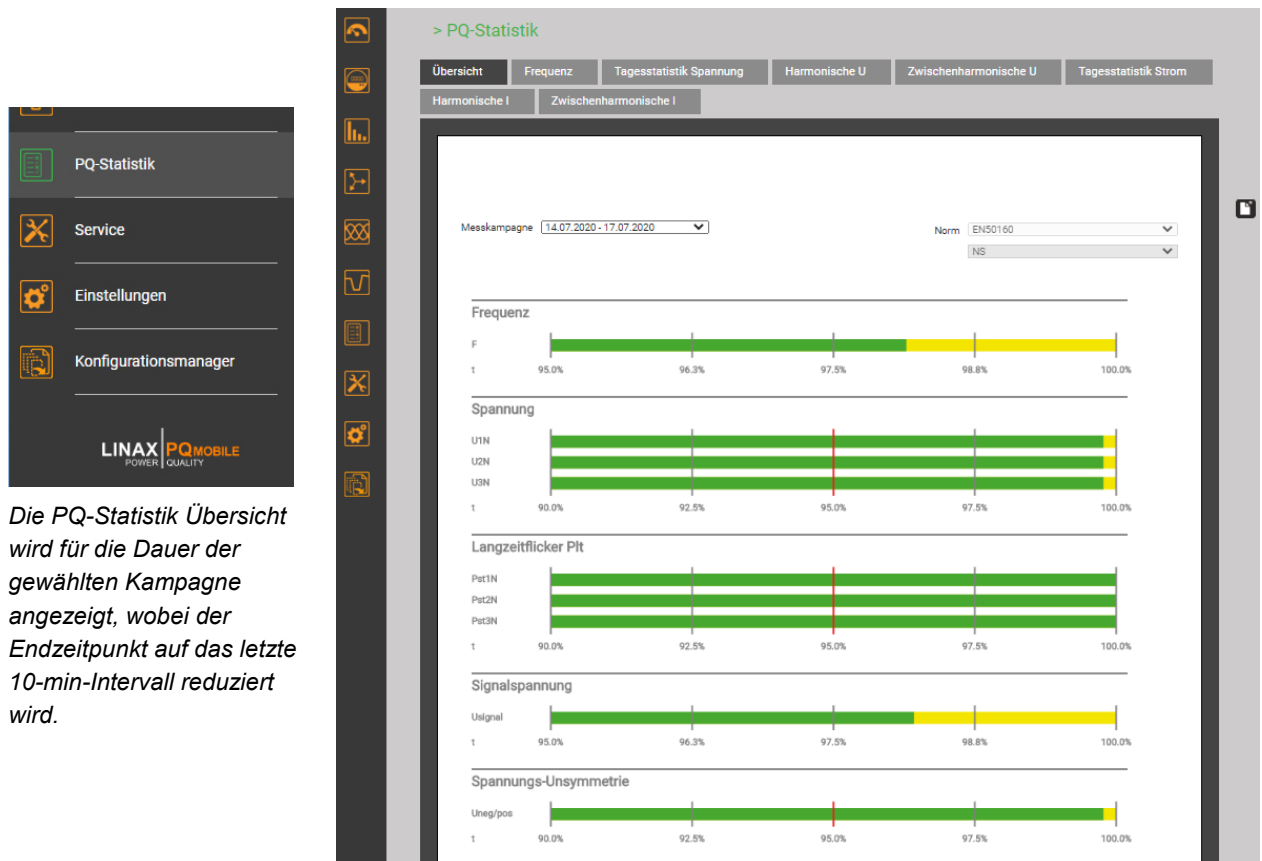 PQ-Statistik
Service
Einstellungen
Konfigurationsmanager
LINAX PQMOBILE
POWER QUALITY
Die PQ-Statistik Übersicht
wird für die Dauer der
gewählten Kampagne
angezeigt, wobei der
Endzeitpunkt auf das letzte
10-min-Intervall reduziert
wird.
> PQ-Statistik
Übersicht Frequenz Tagesstatistik Spannung Harmonische U Zwischenharmonische U Tagesstatistik Strom
Harmonische I Zwischenharmonische I
Messkampagne 14.07.2020 - 17.07.2020 Norm EN50160
NS
Frequenz
F
t 95.0% 96.3% 97.5% 98.8% 100.0%
Spannung
U1N
U2N
U3N
t 90.0% 92.5% 95.0% 97.5% 100.0%
Langzeitflicker Plt
Pst1N
Pst2N
Pst3N
t 90.0% 92.5% 95.0% 97.5% 100.0%
Signalspannung
Usignal
t 95.0% 96.3% 97.5% 98.8% 100.0%
Spannungs-Unsymmetrie
Uneg/pos
t 90.0% 92.5% 95.0% 97.5% 100.0%